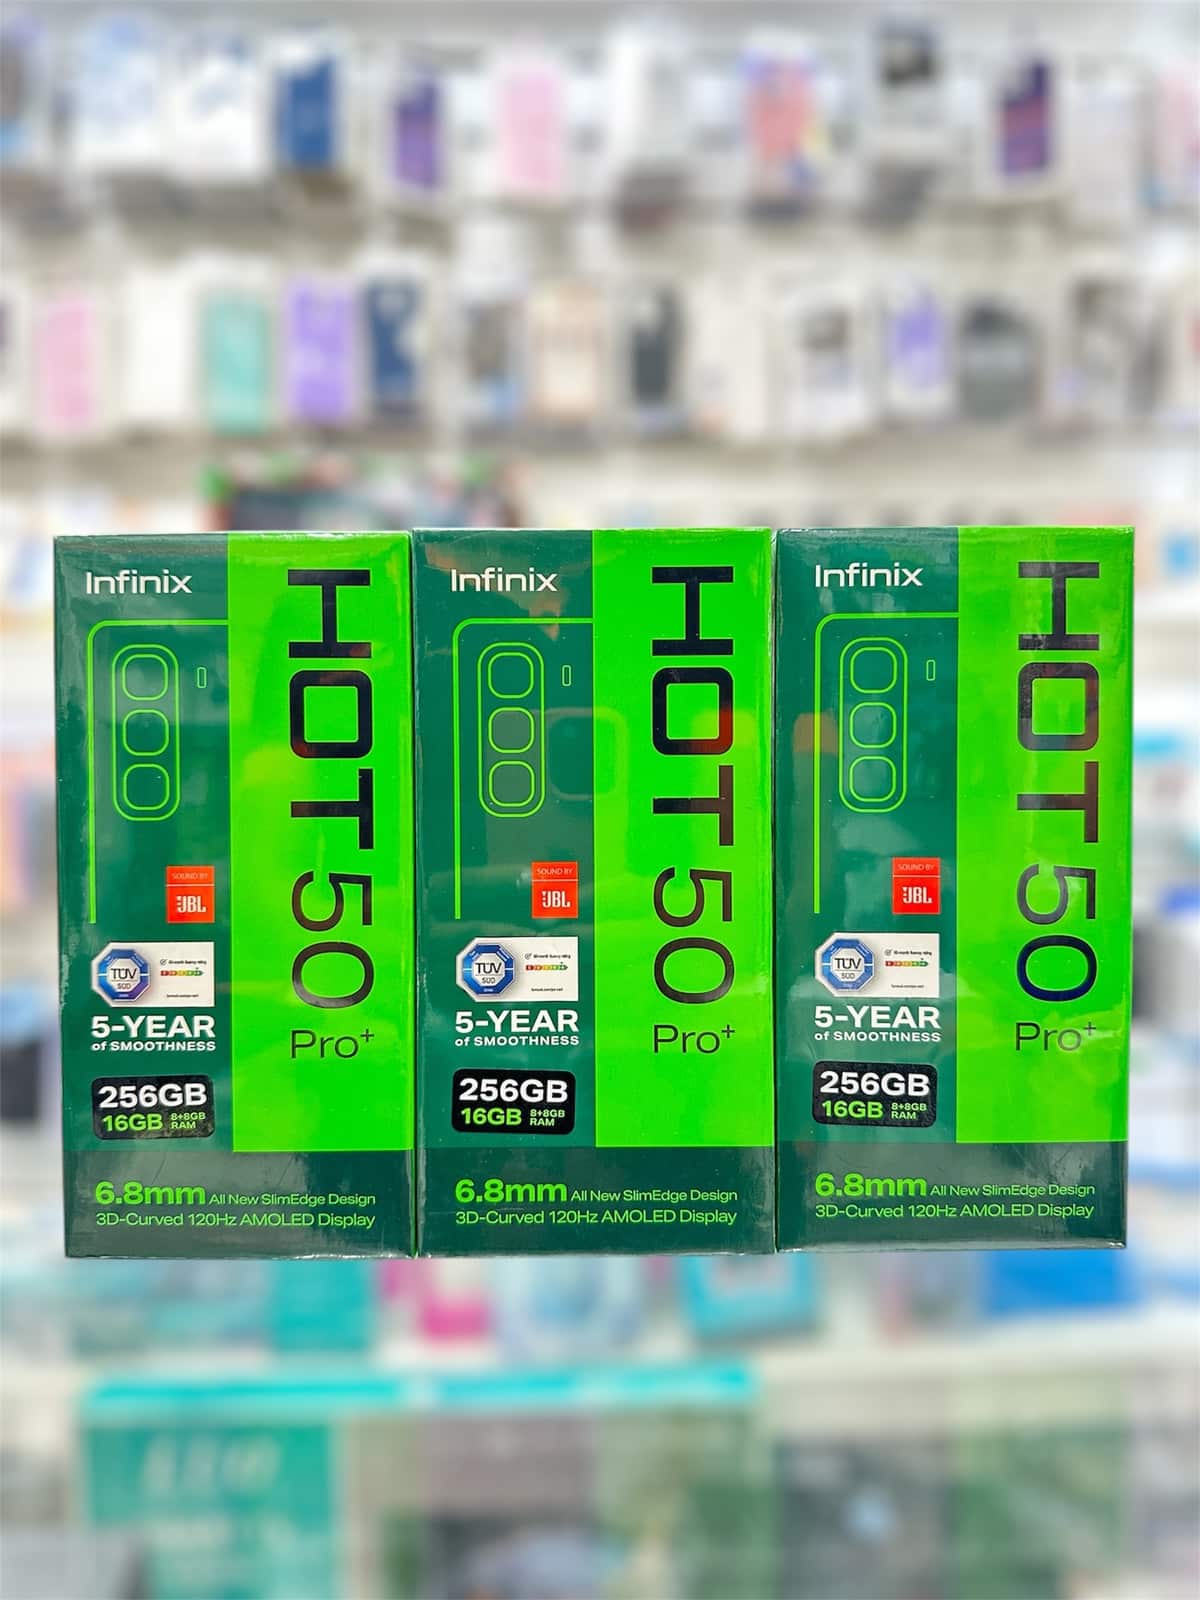 Infinix
HOT 50
Pro+
SOUND BY
JBL
TÜV
SÜD
5-YEAR
of SMOOTHNESS
256GB
16GB 8+8GB
RAM
6.8mm All New SlimEdge Design
3D-Curved 120Hz AMOLED Display
Infinix
HOT 50
Pro+
SOUND BY
JBL
TÜV
SÜD
5-YEAR
of SMOOTHNESS
256GB
16GB 8+8GB
RAM
6.8mm All New SlimEdge Design
3D-Curved 120Hz AMOLED Display
Infinix
HOT 50
Pro+
SOUND BY
JBL
TÜV
SÜD
5-YEAR
of SMOOTHNESS
256GB
16GB 8+8GB
RAM
6.8mm All New SlimEdge Design
3D-Curved 120Hz AMOLED Display